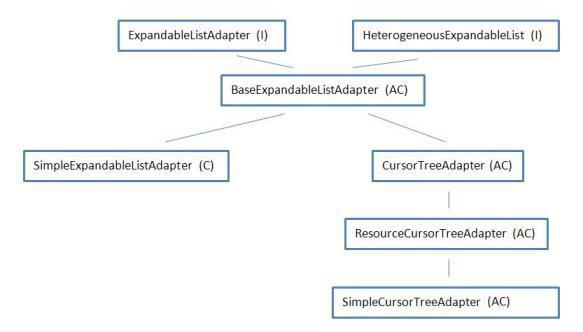 ExpandableListAdapter (I)
HeterogeneousExpandableList (I)
BaseExpandableListAdapter (AC)
SimpleExpandableListAdapter (C)
CursorTreeAdapter (AC)
ResourceCursorTreeAdapter (AC)
SimpleCursorTreeAdapter (AC)